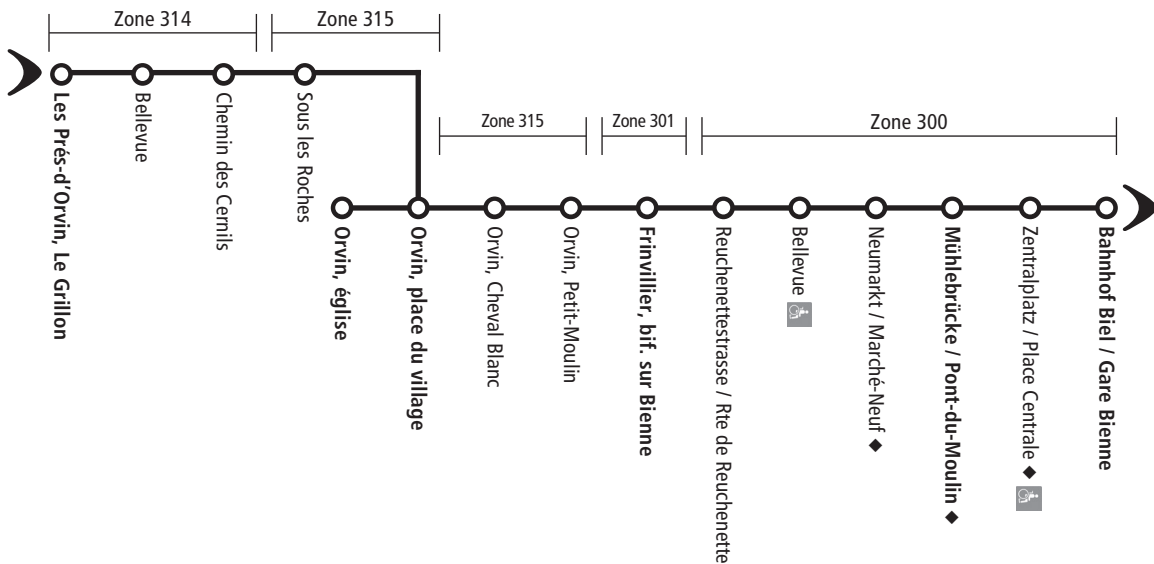 Zone 314
Zone 315
Les Prés-d'Orvin, Le Grillon
Bellevue
Chemin des Cernils
Sous les Roches
Zone 315
Zone 301
Zone 300
Orvin, église
Orvin, place du village
Orvin, Cheval Blanc
Orvin, Petit-Moulin
Frinvillier, bif. sur Bienne
Reuchenettestrasse / Rte de Reuchenette
Bellevue
Neumarkt / Marché-Neuf ◆
Mühlebrücke / Pont-du-Moulin ◆
Zentralplatz / Place Centrale ◆
Bahnhof Biel / Gare Bienne